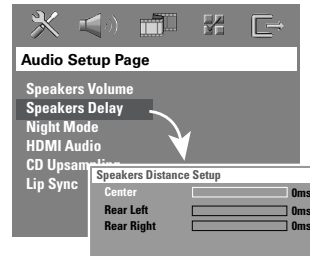 Audio Setup Page
Speakers Volume
Speakers Delay
Night Mode
HDMI Audio
CD Upsampling
Lip Sync
Speakers Distance Setup
Center 0ms
Rear Left 0ms
Rear Right 0ms